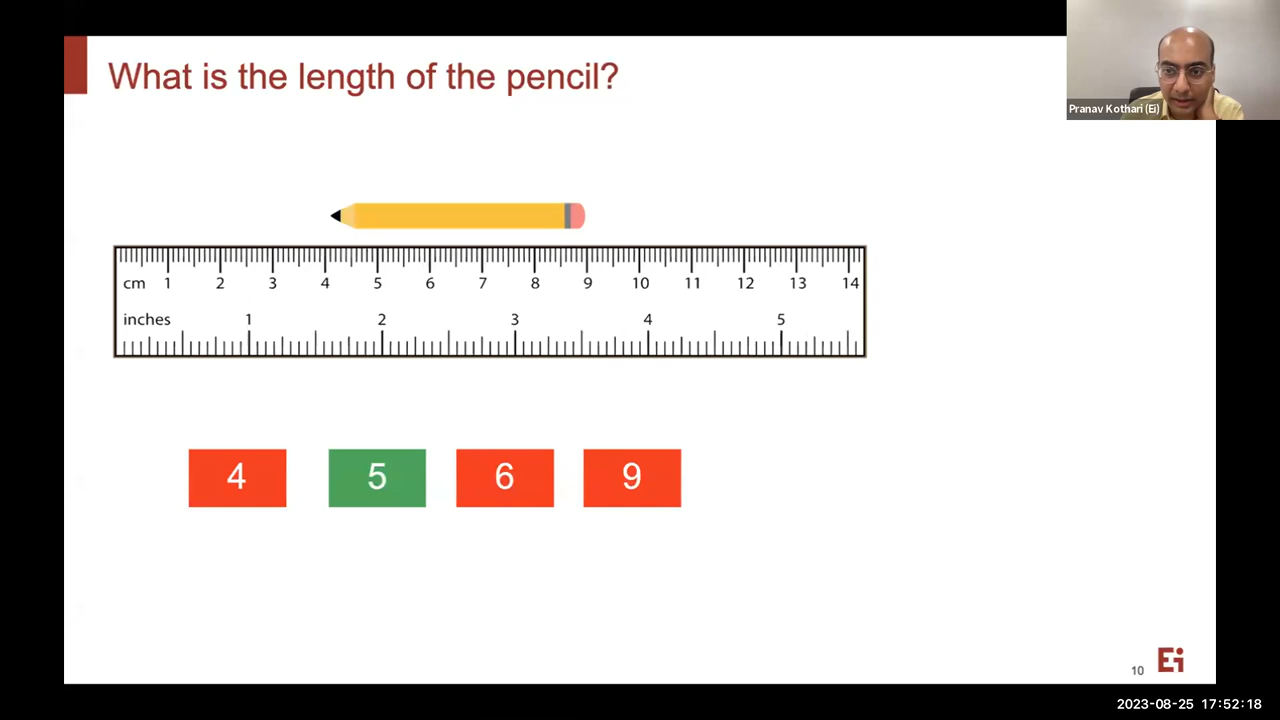 What is the length of the pencil?
Pranav Kothari (Ei)
cm 1 2 3 4 5 6 7 8 9 10 11 12 13 14
inches 1 2 3 4 5
4 5 6 9
10 Ei
2023-08-25 17:52:18